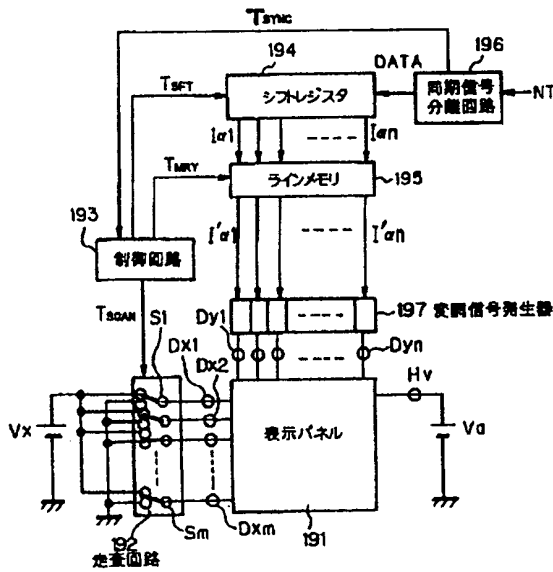 TSYNC
194
196
DATA
同期信号
分離回路
NT
TSFT
シフトレジスタ
Iα1
Iαn
TMRY
ラインメモリ
195
193
制御回路
I'α1
I'αn
TSCAN
197 変調信号発生器
S1
Dy1
Dyn
Dx1
Dx2
Hv
Vx
表示パネル
Va
Sm
Dxm
191
192
走査回路